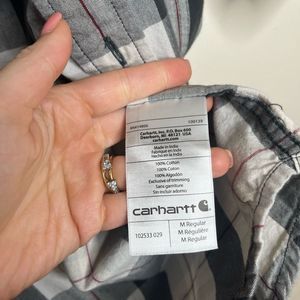 Carhartt, Inc. P.O. Box 600
Dearborn, MI 48121 USA
carhartt.com
Made in India
Fabriqué en Inde
Hecho en la India
100% Cotton
100% Coton
100% Algodón
Exclusive of trimming
Sans garniture
Sin incluir adorno
carhartt
102533 029
M Regular
M Régulière
M Regular